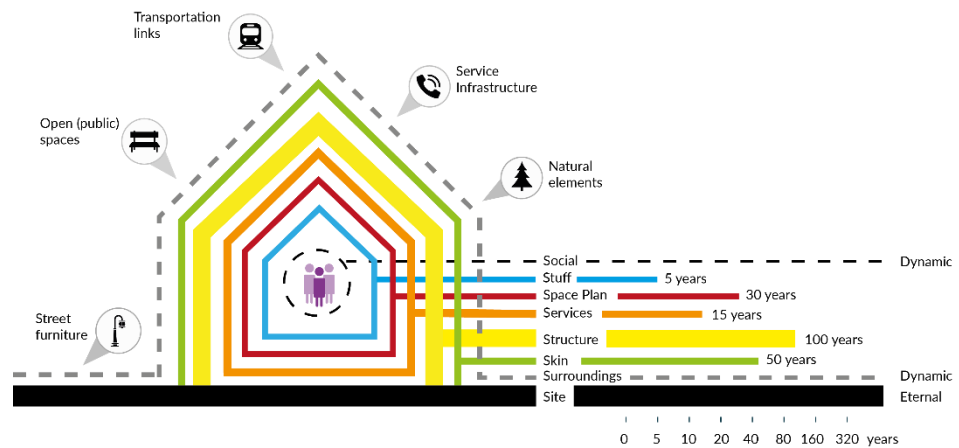 Transportation
links
Service
Infrastructure
Open (public)
spaces
Natural
elements
Street
furniture
Social
Dynamic
Stuff
5 years
Space Plan
30 years
Services
15 years
Structure
100 years
Skin
50 years
Surroundings
Dynamic
Site
Eternal
0 5 10 20 40 80 160 320 years